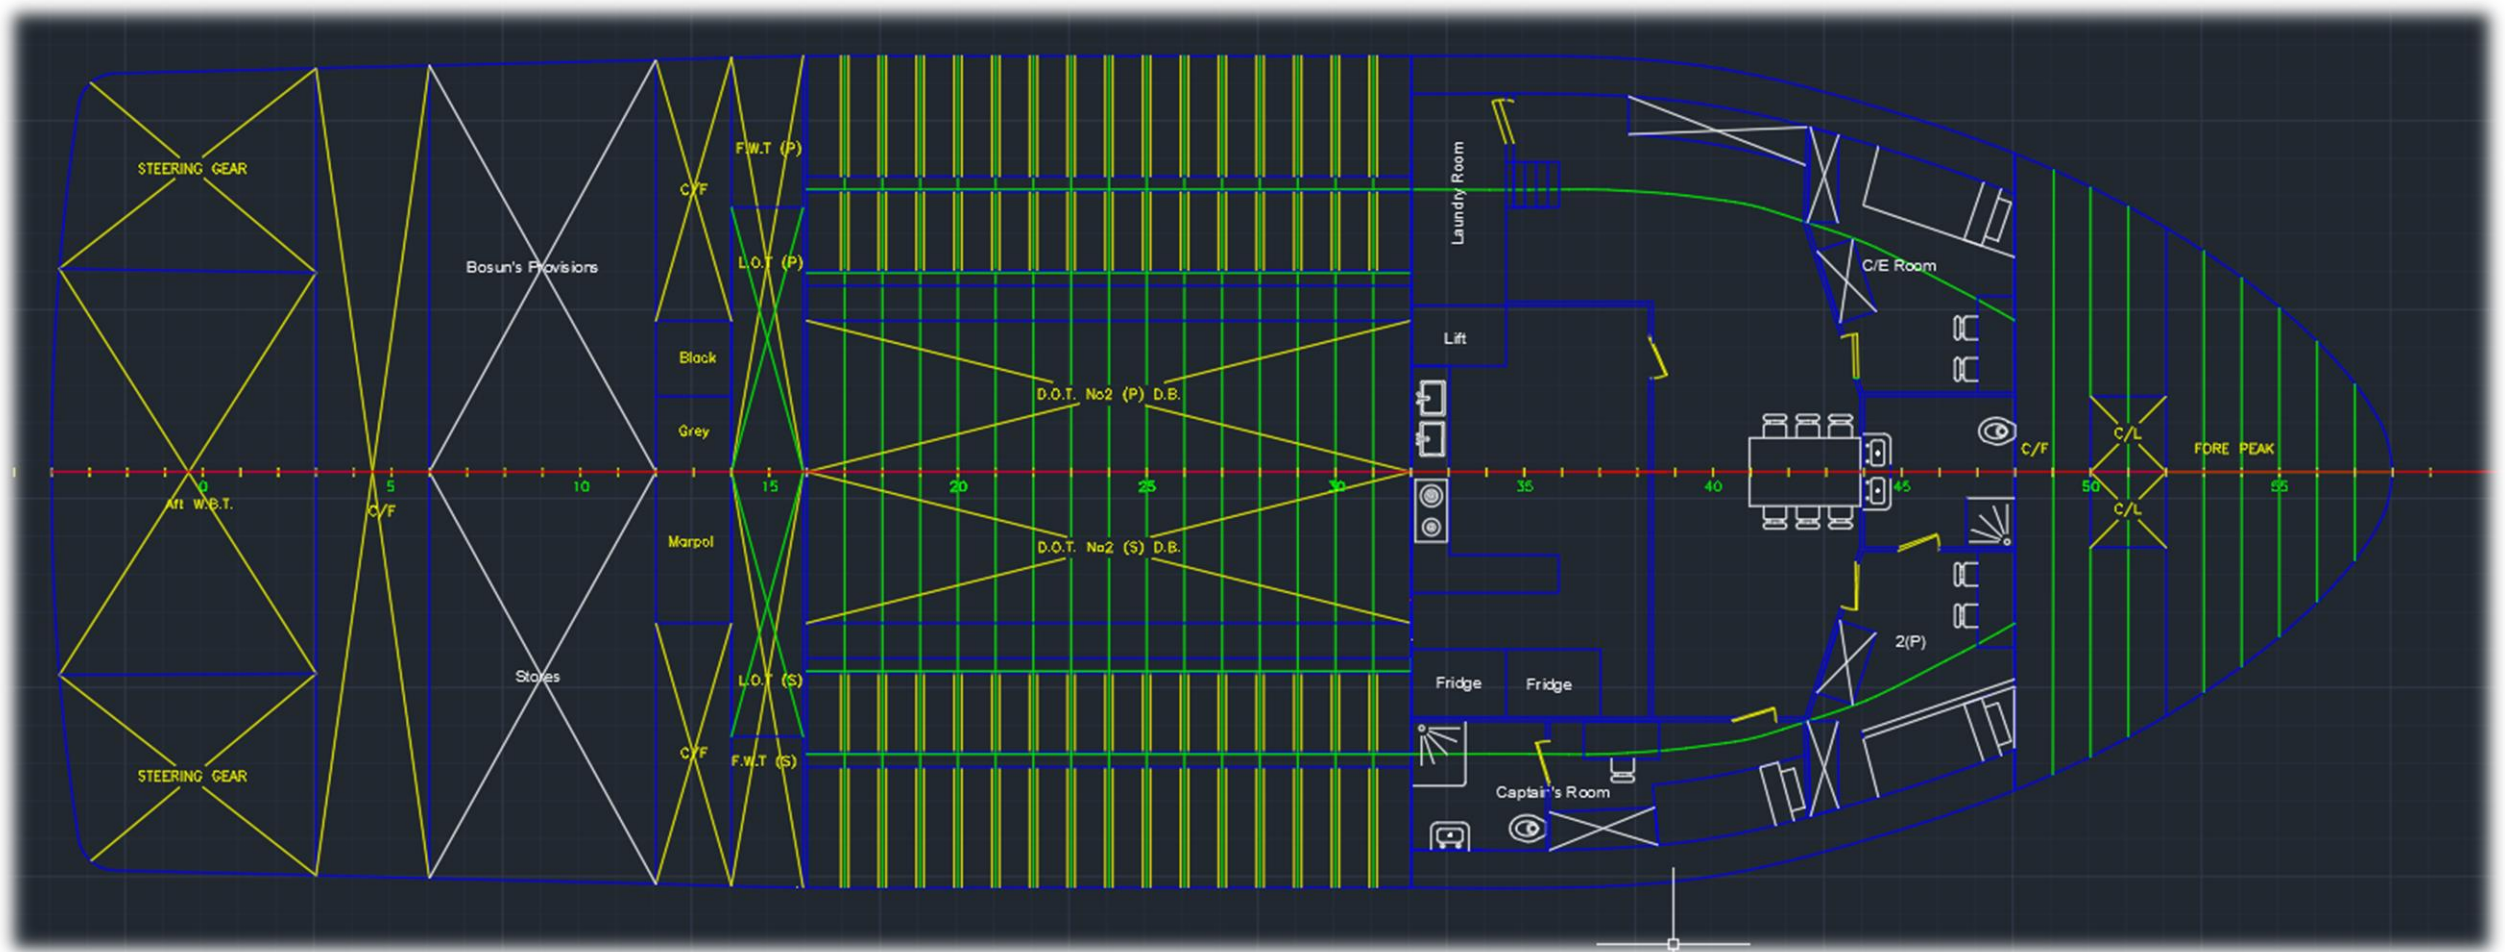 STEERING GEAR
Aft W.B.T.
STEERING GEAR
C/F
Bosun's Provisions
Stores
C/F
Black
Grey
Marpol
C/F
F.W.T (P)
L.O.T (P)
L.O.T (S)
F.W.T (S)
D.O.T. No2 (P) D.B.
D.O.T. No2 (S) D.B.
Laundry Room
Lift
Fridge
Fridge
Captain's Room
C/E Room
2(P)
C/F
C/L
C/L
FORE PEAK
0 5 10 15 20 25 30 35 40 45 50 55